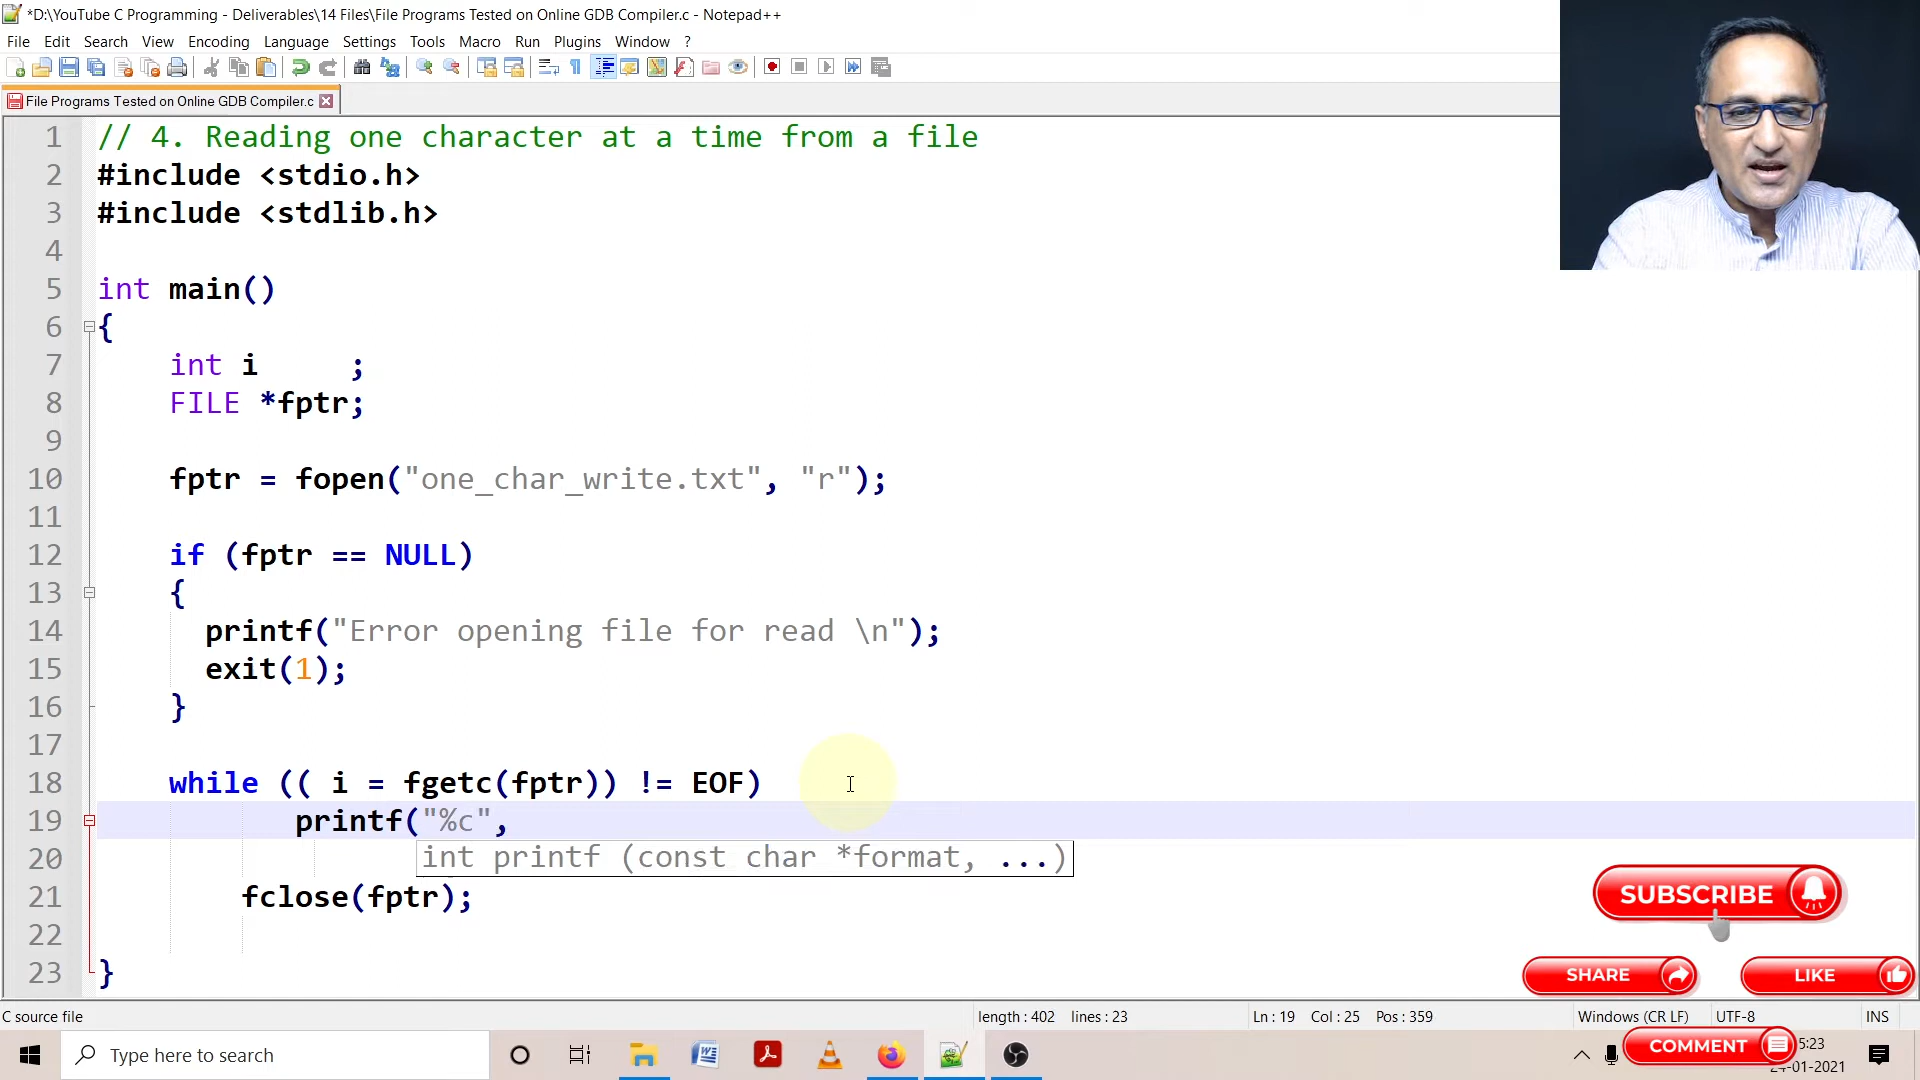 *D:\YouTube C Programming - Deliverables\14 Files\File Programs Tested on Online GDB Compiler.c - Notepad++
File Edit Search View Encoding Language Settings Tools Macro Run Plugins Window ?
File Programs Tested on Online GDB Compiler.c
1 // 4. Reading one character at a time from a file
2 #include <stdio.h>
3 #include <stdlib.h>
4
5 int main()
6 {
7 int i ;
8 FILE *fptr;
9
10 fptr = fopen("one_char_write.txt", "r");
11
12 if (fptr == NULL)
13 {
14 printf("Error opening file for read \n");
15 exit(1);
16 }
17
18 while (( i = fgetc(fptr)) != EOF)
19 printf("%c",
20 int printf (const char *format, ...)
21 fclose(fptr);
22
23 }
SUBSCRIBE
SHARE LIKE
C source file length : 402 lines : 23 Ln : 19 Col : 25 Pos : 359 Windows (CR LF) UTF-8 INS
Type here to search
COMMENT
5:23
24-01-2021